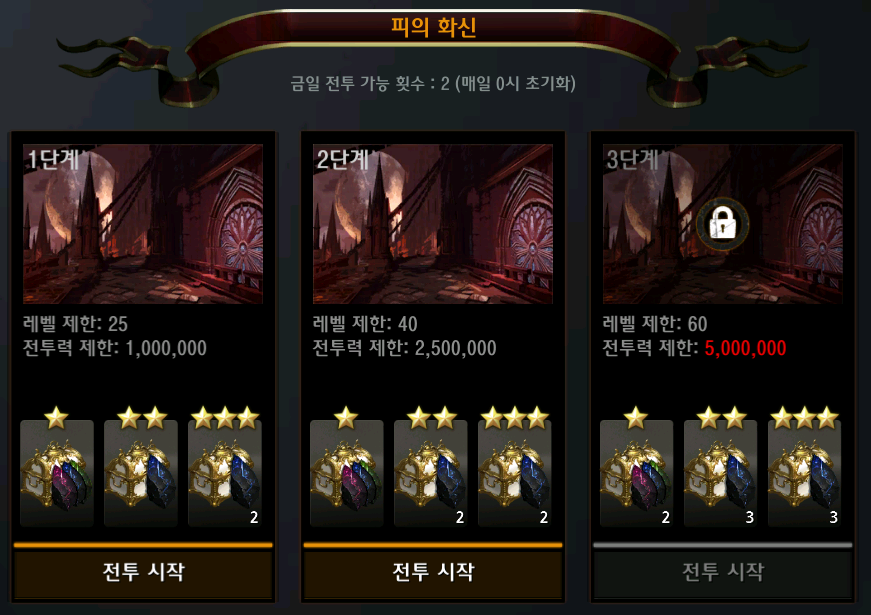 피의 화신
금일 전투 가능 횟수 : 2 (매일 0시 초기화)
1단계
레벨 제한: 25
전투력 제한: 1,000,000
2
전투 시작
2단계
레벨 제한: 40
전투력 제한: 2,500,000
2 2
전투 시작
3단계
레벨 제한: 60
전투력 제한: 5,000,000
2 3 3
전투 시작